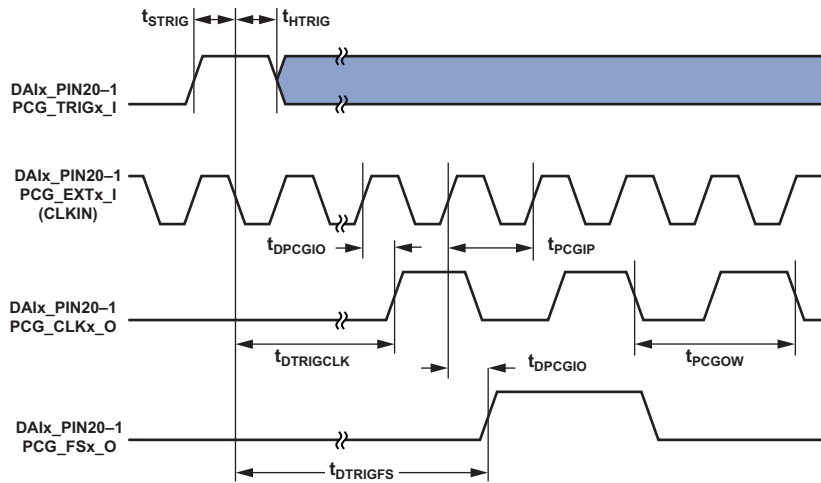 tSTRIG
tHTRIG
DAIx_PIN20–1
PCG_TRIGx_I
DAIx_PIN20–1
PCG_EXTx_I
(CLKIN)
tDPCGIO
tPCGIP
DAIx_PIN20–1
PCG_CLKx_O
tDTRIGCLK
tDPCGIO
tPCGOW
DAIx_PIN20–1
PCG_FSx_O
tDTRIGFS